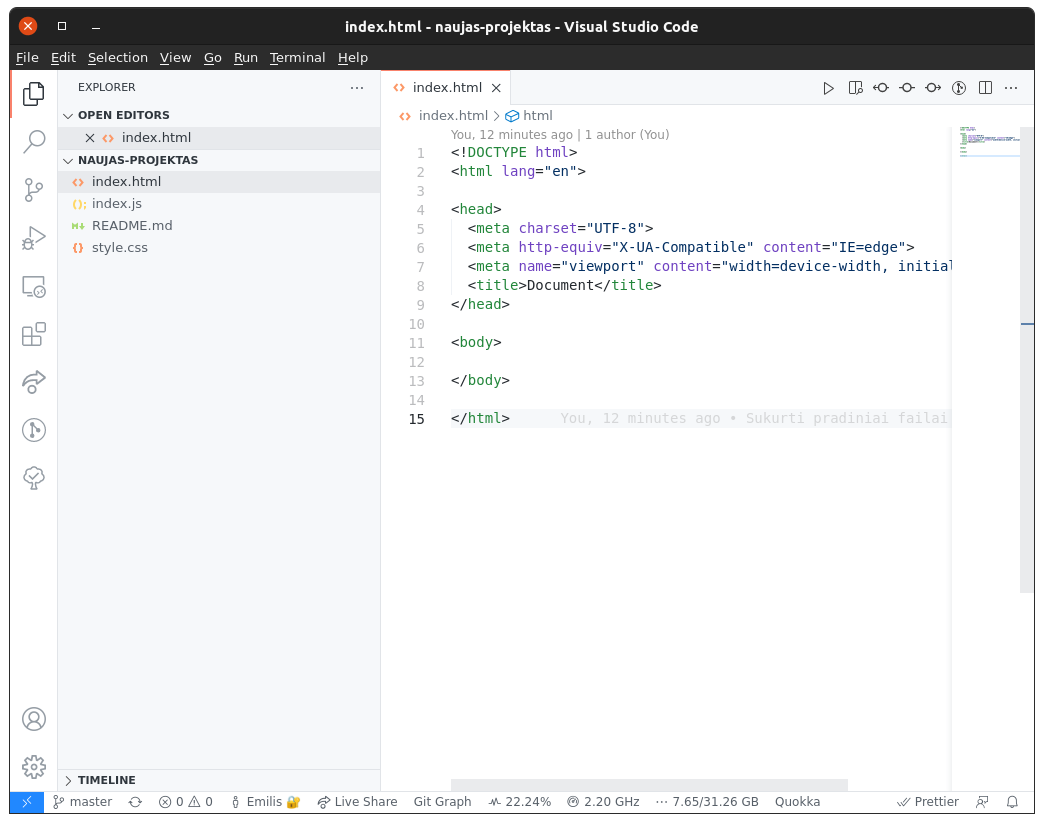 index.html - naujas-projektas - Visual Studio Code
File Edit Selection View Go Run Terminal Help
EXPLORER
OPEN EDITORS
index.html
NAUJAS-PROJEKTAS
index.html
index.js
README.md
style.css
TIMELINE
index.html
index.html > html
You, 12 minutes ago | 1 author (You)
1 <!DOCTYPE html>
2 <html lang="en">
3
4 <head>
5 <meta charset="UTF-8">
6 <meta http-equiv="X-UA-Compatible" content="IE=edge">
7 <meta name="viewport" content="width=device-width, initial
8 <title>Document</title>
9 </head>
10
11 <body>
12
13 </body>
14
15 </html> You, 12 minutes ago • Sukurti pradiniai failai
master 0 0 Emilis Live Share Git Graph 22.24% 2.20 GHz 7.65/31.26 GB Quokka Prettier